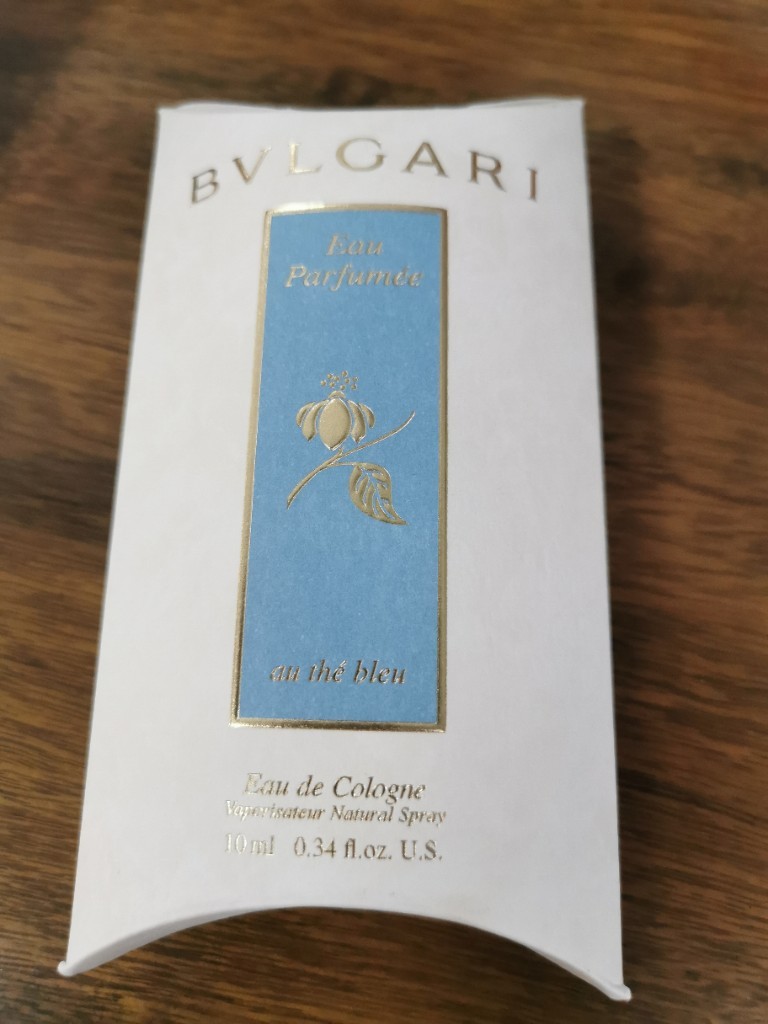 BVLGARI
Eau
Parfumée
au thé bleu
Eau de Cologne
Vaporisateur Natural Spray
10 ml 0.34 fl.oz. U.S.